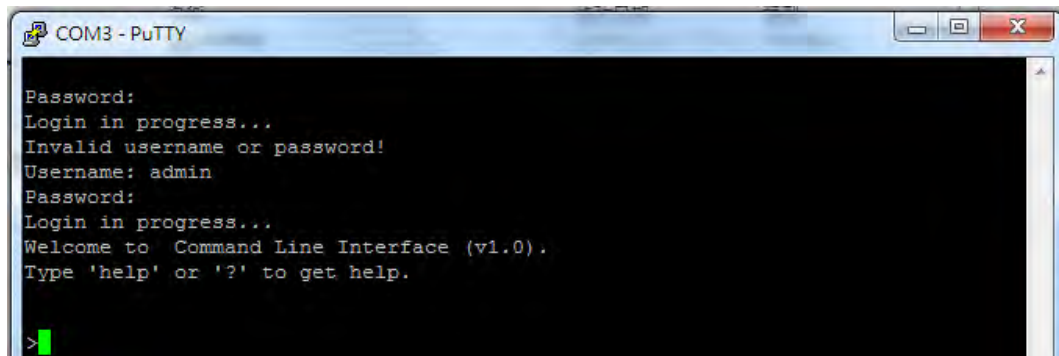 COM3 - PuTTY
Password:
Login in progress...
Invalid username or password!
Username: admin
Password:
Login in progress...
Welcome to  Command Line Interface (v1.0).
Type 'help' or '?' to get help.
>